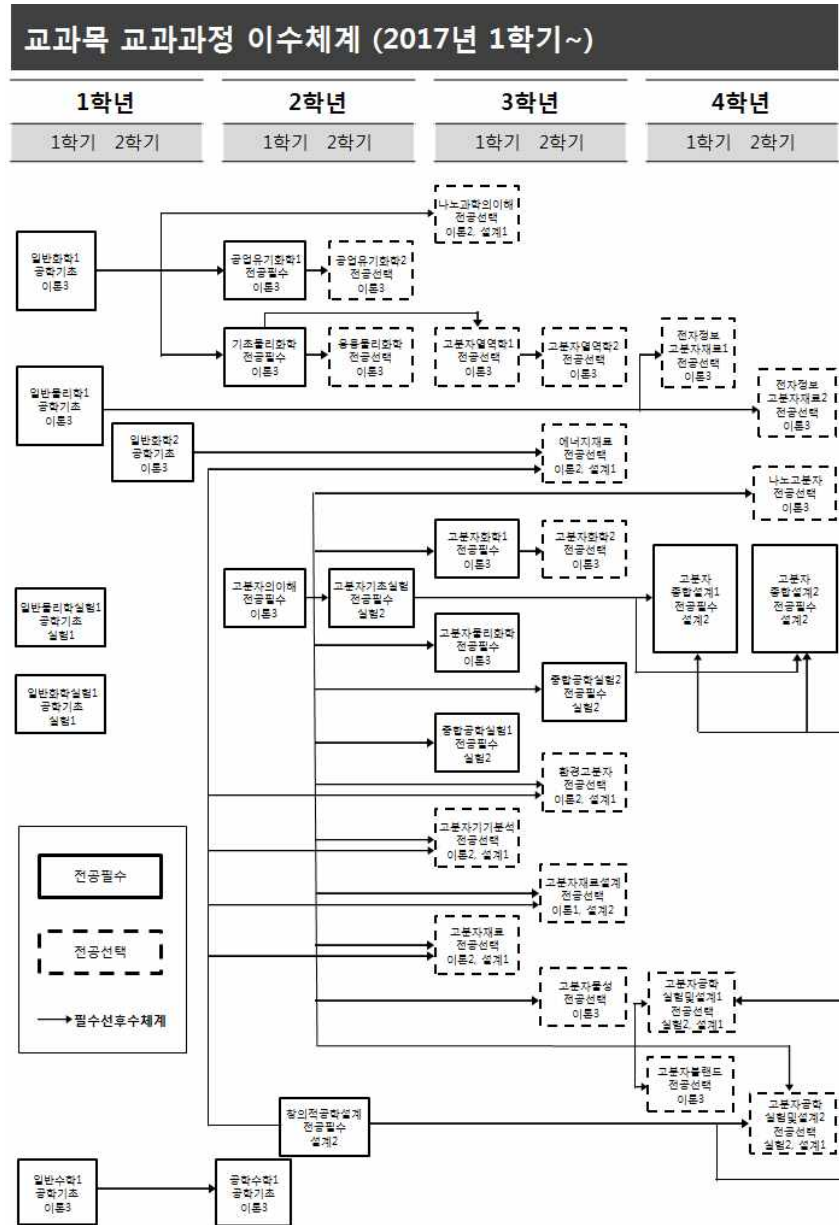 교과목 교과과정 이수체계 (2017년 1학기~)
1학년
2학년
3학년
4학년
1학기 2학기
1학기 2학기
1학기 2학기
1학기 2학기
나노과학의이해
전공선택
이론2, 설계1
일반화학1
공학기초
이론3
공업유기화학1
전공필수
이론3
공업유기화학2
전공선택
이론3
기초물리화학
전공필수
이론3
응용물리화학
전공선택
이론3
고분자열역학1
전공선택
이론3
고분자열역학2
전공선택
이론3
전자정보
고분자재료1
전공선택
이론3
일반물리학1
공학기초
이론3
전자정보
고분자재료2
전공선택
이론3
일반화학2
공학기초
이론3
에너지재료
전공선택
이론2, 설계1
나노고분자
전공선택
이론3
고분자화학1
전공필수
이론3
고분자화학2
전공선택
이론3
고분자의이해
전공필수
이론3
고분자기초실험
전공필수
실험2
고분자
종합설계1
전공필수
설계2
고분자
종합설계2
전공필수
설계2
일반물리학실험1
공학기초
실험1
고분자물리화학
전공필수
이론3
일반화학실험1
공학기초
실험1
종합공학실험2
전공필수
실험2
종합공학실험1
전공필수
실험2
환경고분자
전공선택
이론2, 설계1
고분자기기분석
전공선택
이론2, 설계1
전공필수
고분자재료설계
전공선택
이론1, 설계2
전공선택
고분자재료
전공선택
이론2, 설계1
필수선후수체계
고분자물성
전공선택
이론3
고분자공학
실험및설계1
전공선택
실험2, 설계1
고분자블랜드
전공선택
이론3
창의적공학설계
전공필수
설계2
고분자공학
실험및설계2
전공선택
실험2, 설계1
일반수학1
공학기초
이론3
공학수학1
공학기초
이론3